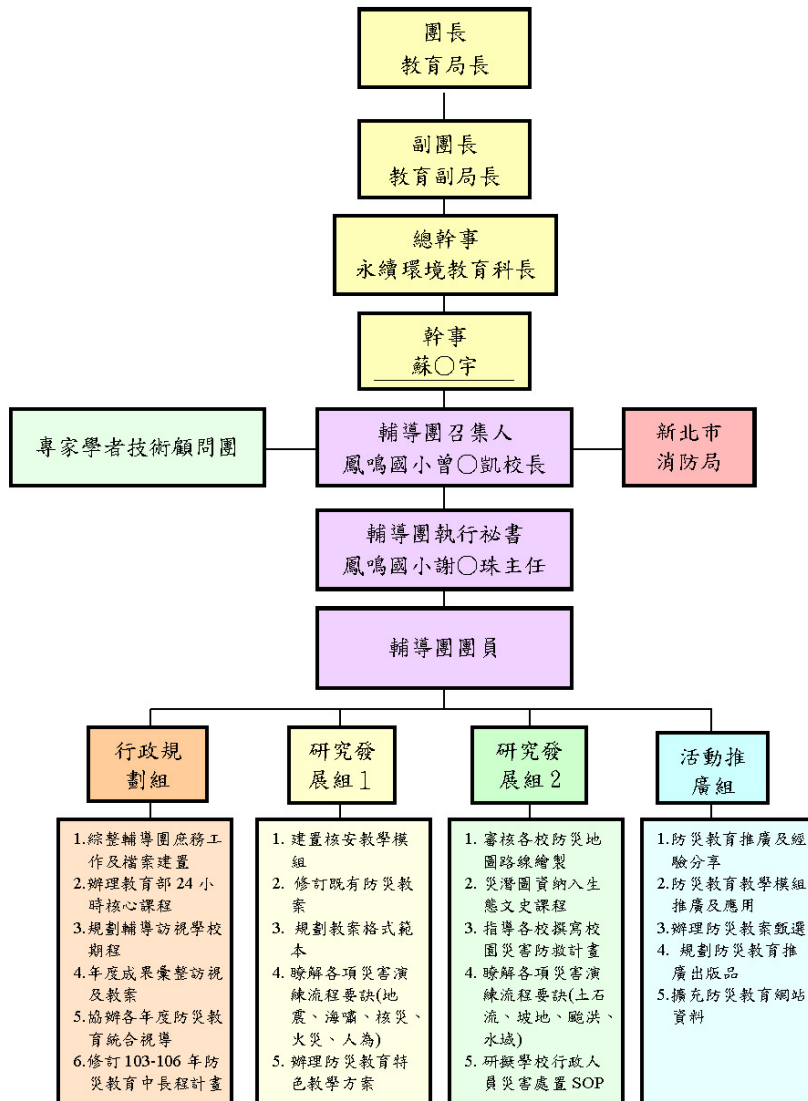 團長
教育局長
副團長
教育副局長
總幹事
永續環境教育科長
幹事
蘇○宇
專家學者技術顧問團
輔導團召集人
鳳鳴國小曾○凱校長
新北市
消防局
輔導團執行祕書
鳳鳴國小謝○珠主任
輔導團團員
行政規
劃組
1.綜整輔導團庶務工
作及檔案建置
2.辦理教育部 24 小
時核心課程
3.規劃輔導訪視學校
期程
4.年度成果彙整訪視
及教案
5.協辦各年度防災教
育統合視導
6.修訂 103-106 年防
災教育中長程計畫
研究發
展組 1
1. 建置核安教學模
組
2. 修訂既有防災教
案
3. 規劃教案格式範
本
4. 瞭解各項災害演
練流程要訣(地
震、海嘯、核災、
火災、人為)
5. 辦理防災教育特
色教學方案
研究發
展組 2
1. 審核各校防災地
圖路線繪製
2. 災潛圖資納入生
態文史課程
3. 指導各校撰寫校
園災害防救計畫
4. 瞭解各項災害演
練流程要訣(土石
流、坡地、颱洪、
水域)
5. 研擬學校行政人
員災害處置 SOP
活動推
廣組
1.防災教育推廣及經
驗分享
2.防災教育教學模組
推廣及應用
3.辦理防災教案甄選
4. 規劃防災教育推
廣出版品
5.擴充防災教育網站
資料